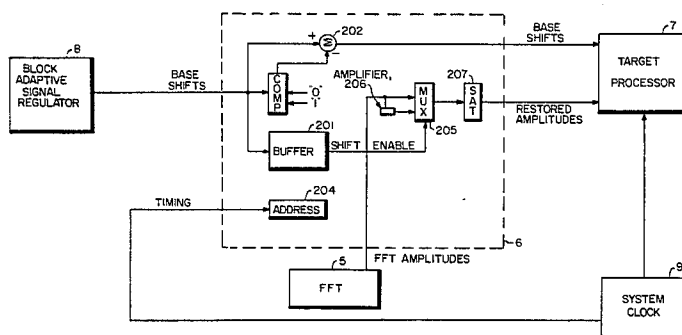 8
BLOCK
ADAPTIVE
SIGNAL
REGULATOR
BASE
SHIFTS
+
Σ
202
−
COMP
"0"
"1"
AMPLIFIER,
206
MUX
205
207
SAT
BASE
SHIFTS
RESTORED
AMPLITUDES
7
TARGET
PROCESSOR
201
BUFFER
SHIFT ENABLE
TIMING
204
ADDRESS
6
FFT AMPLITUDES
5
FFT
9
SYSTEM
CLOCK